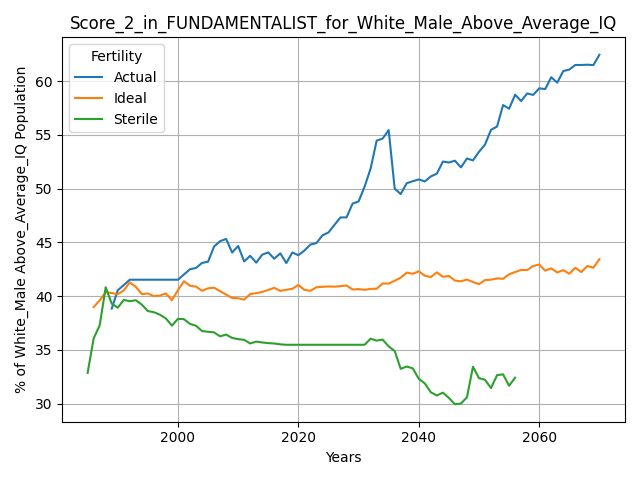 Score_2_in_FUNDAMENTALIST_for_White_Male_Above_Average_IQ
% of White_Male Above_Average_IQ Population
60
55
50
45
40
35
30
Fertility
Actual
Ideal
Sterile
2000
2020
2040
2060
Years